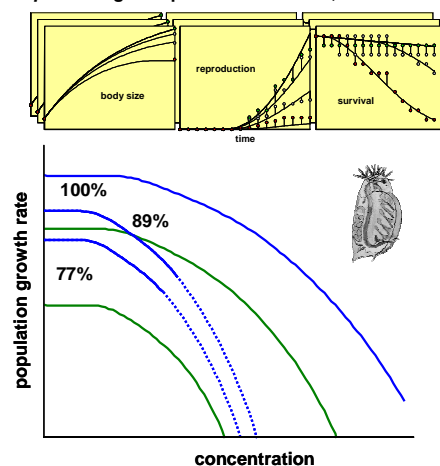 body size
reproduction
survival
time
100%
89%
77%
population growth rate
concentration